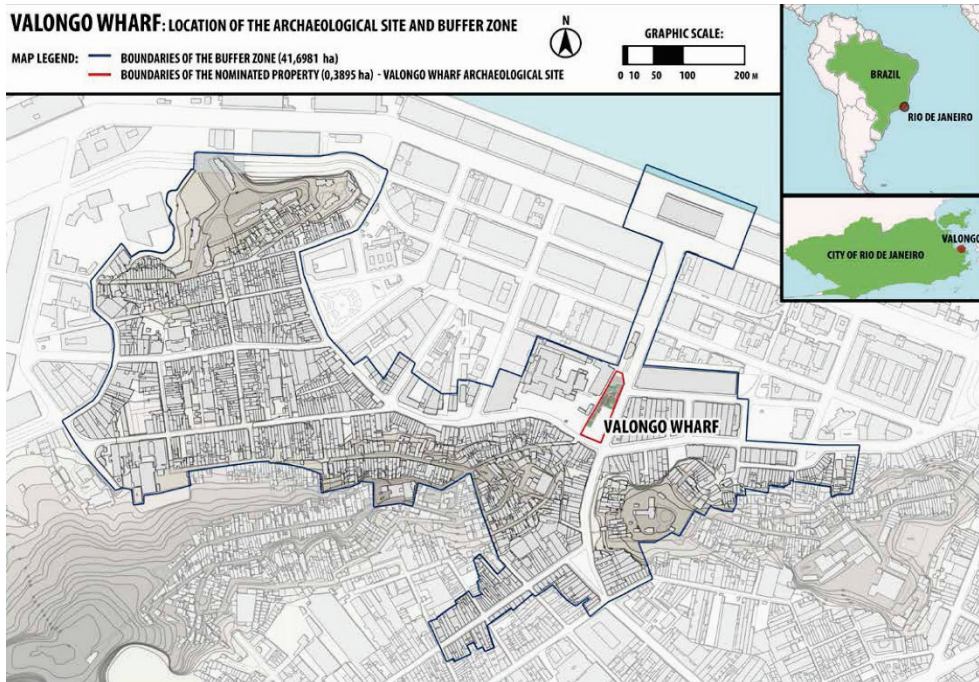 VALONGO WHARF: LOCATION OF THE ARCHAEOLOGICAL SITE AND BUFFER ZONE
MAP LEGEND: BOUNDARIES OF THE BUFFER ZONE (41,6981 ha)
BOUNDARIES OF THE NOMINATED PROPERTY (0,3895 ha) - VALONGO WHARF ARCHAEOLOGICAL SITE
N
GRAPHIC SCALE:
0 10 50 100 200 M
BRAZIL
RIO DE JANEIRO
VALONGO
CITY OF RIO DE JANEIRO
VALONGO WHARF